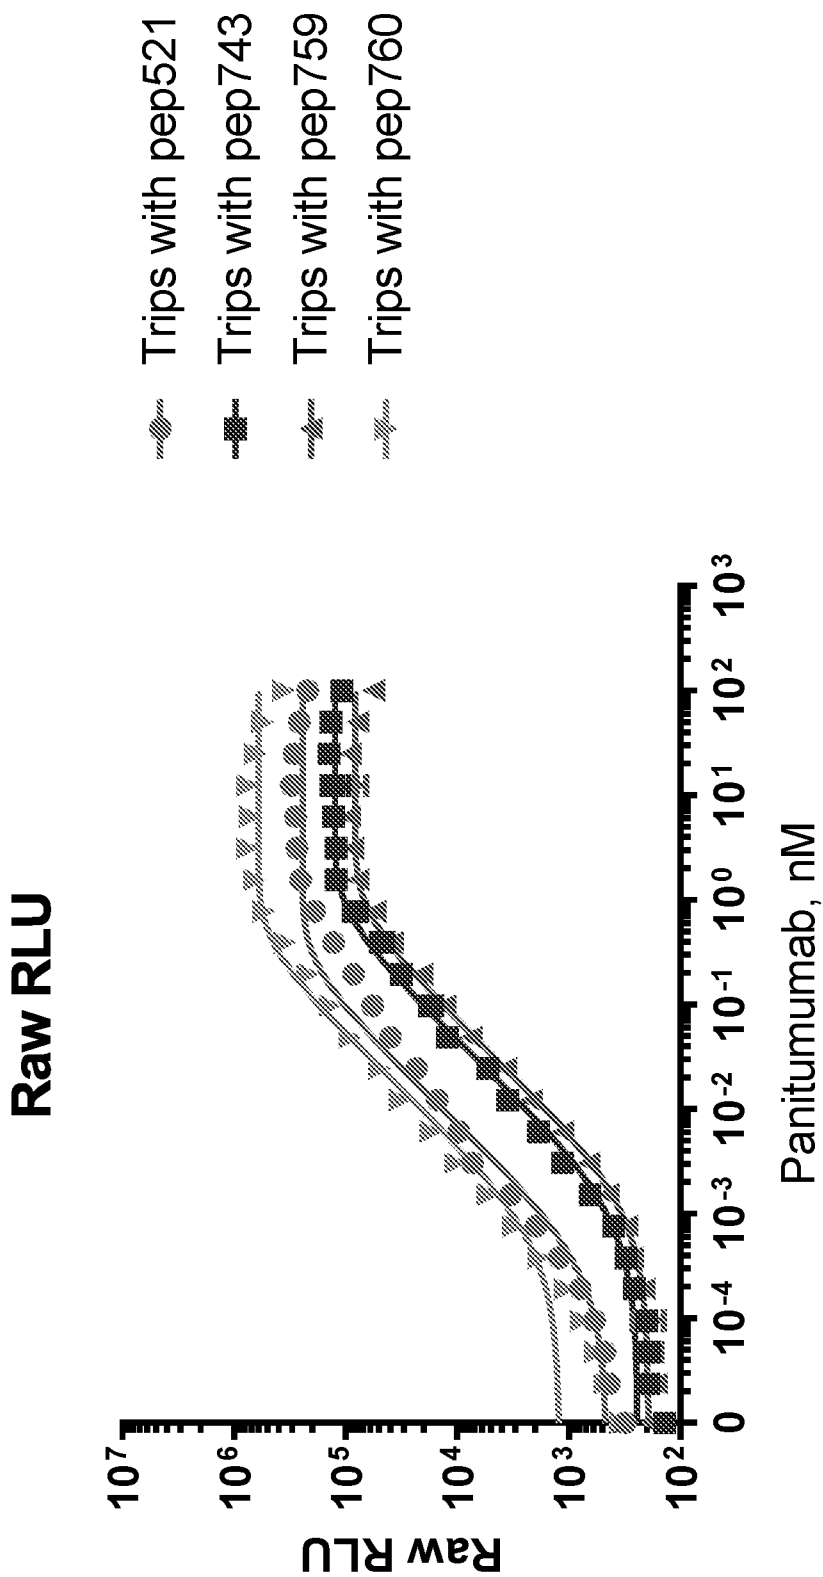 Raw RLU
Trips with pep521
Trips with pep743
Trips with pep759
Trips with pep760
Raw RLU
10⁷
10⁶
10⁵
10⁴
10³
10²
0
10⁻⁴
10⁻³
10⁻²
10⁻¹
10⁰
10¹
10²
10³
Panitumumab, nM